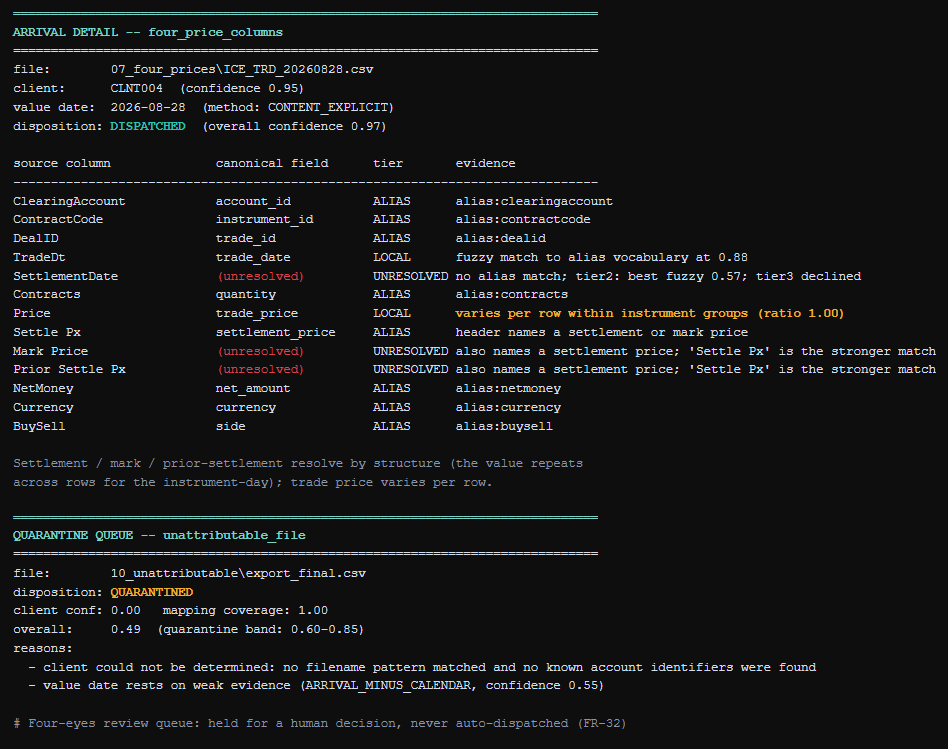 ==============================================================================
ARRIVAL DETAIL -- four_price_columns
==============================================================================
file:        07_four_prices\ICE_TRD_20260828.csv
client:      CLNT004  (confidence 0.95)
value date:  2026-08-28  (method: CONTENT_EXPLICIT)
disposition: DISPATCHED  (overall confidence 0.97)
source column            canonical field      tier       evidence
------------------------------------------------------------------------------
ClearingAccount          account_id           ALIAS      alias:clearingaccount
ContractCode             instrument_id        ALIAS      alias:contractcode
DealID                   trade_id             ALIAS      alias:dealid
TradeDt                  trade_date           LOCAL      fuzzy match to alias vocabulary at 0.88
SettlementDate           (unresolved)         UNRESOLVED no alias match; tier2: best fuzzy 0.57; tier3 declined
Contracts                quantity             ALIAS      alias:contracts
Price                    trade_price          LOCAL      varies per row within instrument groups (ratio 1.00)
Settle Px                settlement_price     ALIAS      header names a settlement or mark price
Mark Price               (unresolved)         UNRESOLVED also names a settlement price; 'Settle Px' is the stronger match
Prior Settle Px          (unresolved)         UNRESOLVED also names a settlement price; 'Settle Px' is the stronger match
NetMoney                 net_amount           ALIAS      alias:netmoney
Currency                 currency             ALIAS      alias:currency
BuySell                  side                 ALIAS      alias:buysell
Settlement / mark / prior-settlement resolve by structure (the value repeats
across rows for the instrument-day); trade price varies per row.
==============================================================================
QUARANTINE QUEUE -- unattributable_file
==============================================================================
file:        10_unattributable\export_final.csv
disposition: QUARANTINED
client conf: 0.00   mapping coverage: 1.00
overall:     0.49  (quarantine band: 0.60-0.85)
reasons:
  - client could not be determined: no filename pattern matched and no known account identifiers were found
  - value date rests on weak evidence (ARRIVAL_MINUS_CALENDAR, confidence 0.55)
# Four-eyes review queue: held for a human decision, never auto-dispatched (FR-32)